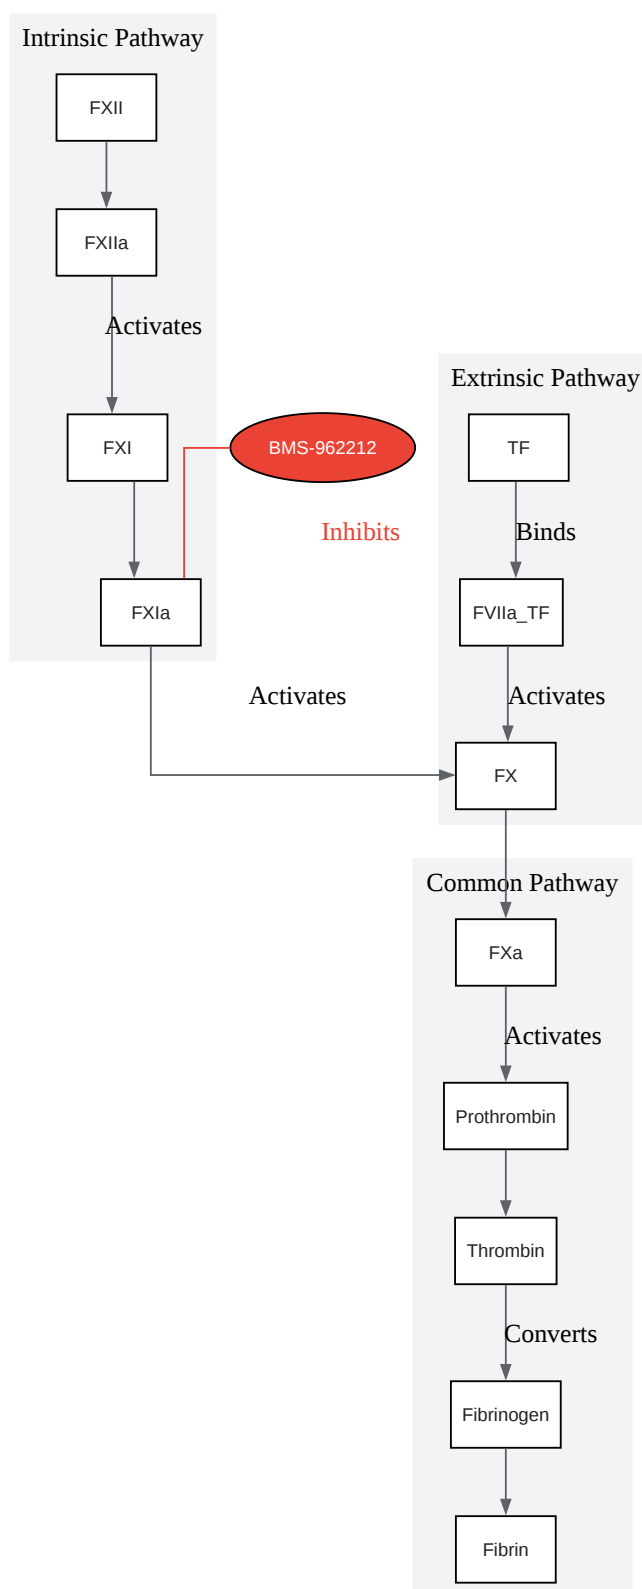 Intrinsic Pathway
FXII
FXIIa
Activates
FXI
BMS-962212
Inhibits
FXIa
Activates
Extrinsic Pathway
TF
Binds
FVIIa_TF
Activates
FX
Common Pathway
FXa
Activates
Prothrombin
Thrombin
Converts
Fibrinogen
Fibrin